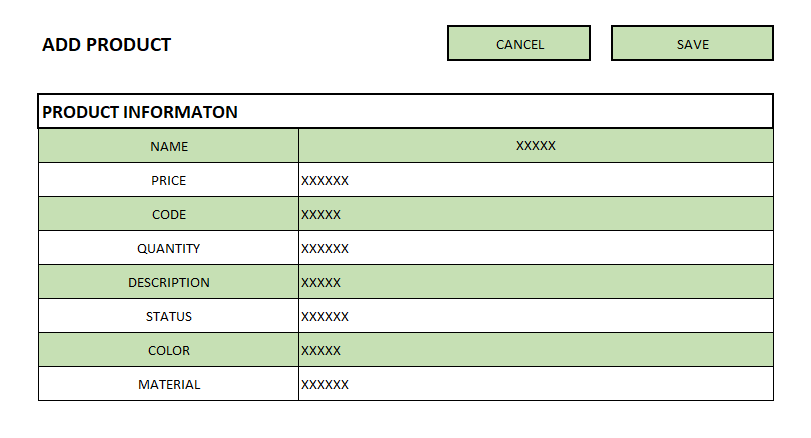 ADD PRODUCT CANCEL SAVE
PRODUCT INFORMATON
NAME XXXXX
PRICE XXXXXX
CODE XXXXX
QUANTITY XXXXXX
DESCRIPTION XXXXX
STATUS XXXXXX
COLOR XXXXX
MATERIAL XXXXXX